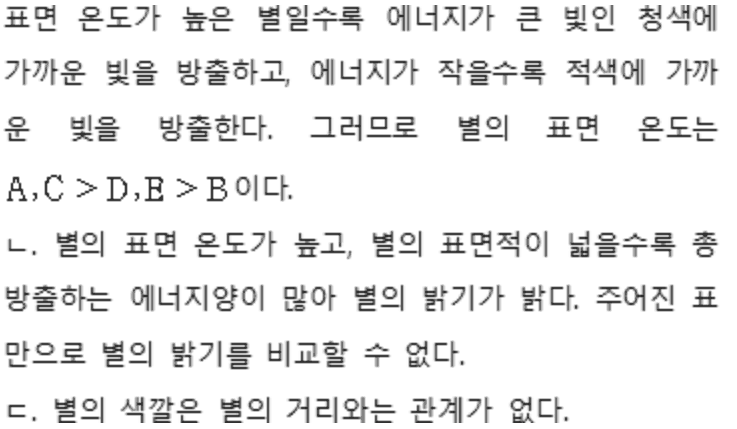 표면 온도가 높은 별일수록 에너지가 큰 빛인 청색에
가까운 빛을 방출하고, 에너지가 작을수록 적색에 가까
운 빛을 방출한다. 그러므로 별의 표면 온도는
A,C > D,E > B이다.
ㄴ. 별의 표면 온도가 높고, 별의 표면적이 넓을수록 총
방출하는 에너지양이 많아 별의 밝기가 밝다. 주어진 표
만으로 별의 밝기를 비교할 수 없다.
ㄷ. 별의 색깔은 별의 거리와는 관계가 없다.